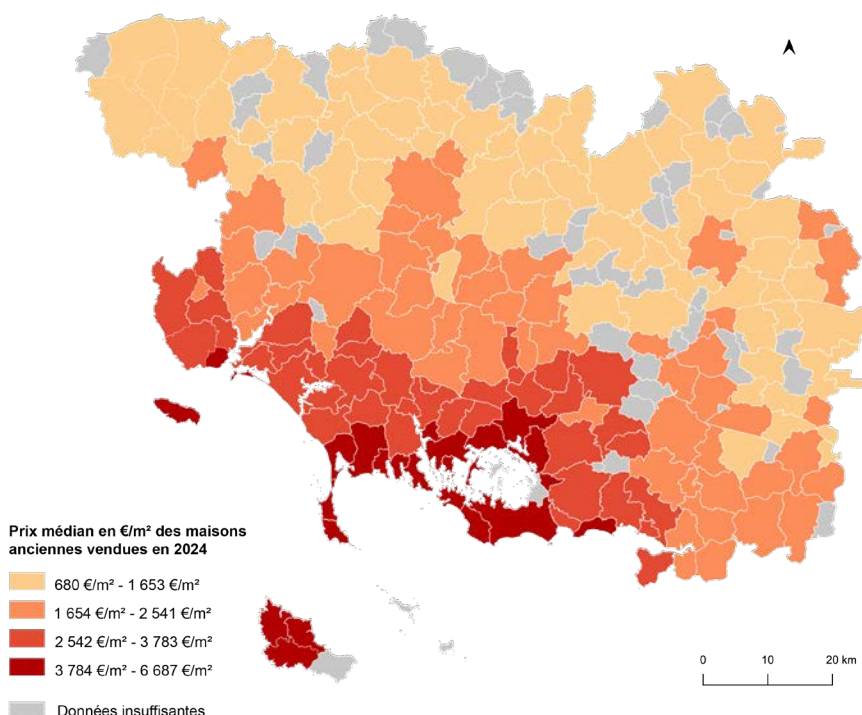 Prix médian en €/m² des maisons
anciennes vendues en 2024
680 €/m² - 1 653 €/m²
1 654 €/m² - 2 541 €/m²
2 542 €/m² - 3 783 €/m²
3 784 €/m² - 6 687 €/m²
Données insuffisantes
0 10 20 km